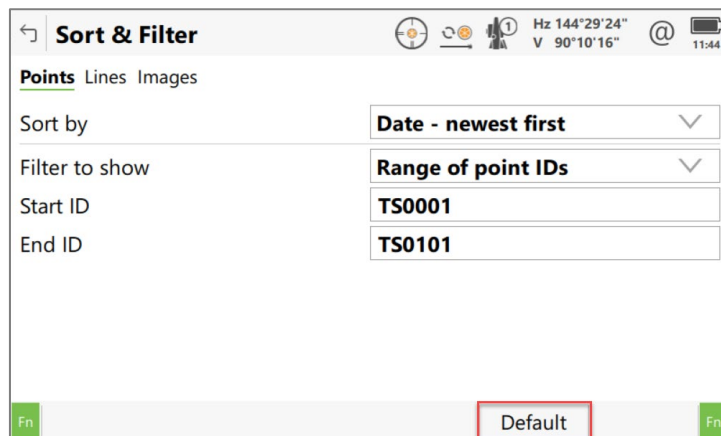 Sort & Filter
1
Hz 144°29'24"
V 90°10'16"
@
11:44
Points Lines Images
Sort by Date - newest first
Filter to show Range of point IDs
Start ID TS0001
End ID TS0101
Fn Default Fn